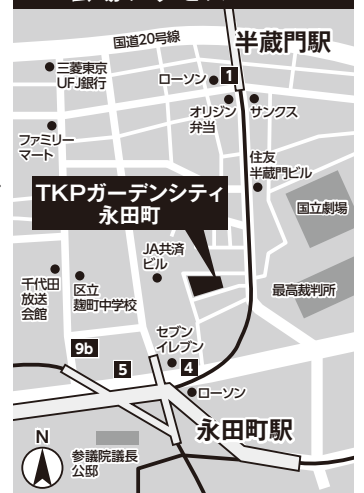 国道20号線
半蔵門駅
三菱東京
UFJ銀行
ローソン
1
オリジン
弁当
サンクス
ファミリー
マート
住友
半蔵門ビル
TKPガーデンシティ
永田町
国立劇場
JA共済
ビル
千代田
放送
会館
区立
麹町中学校
最高裁判所
セブン
イレブン
9b
5
4
ローソン
永田町駅
N
参議院議長
公邸